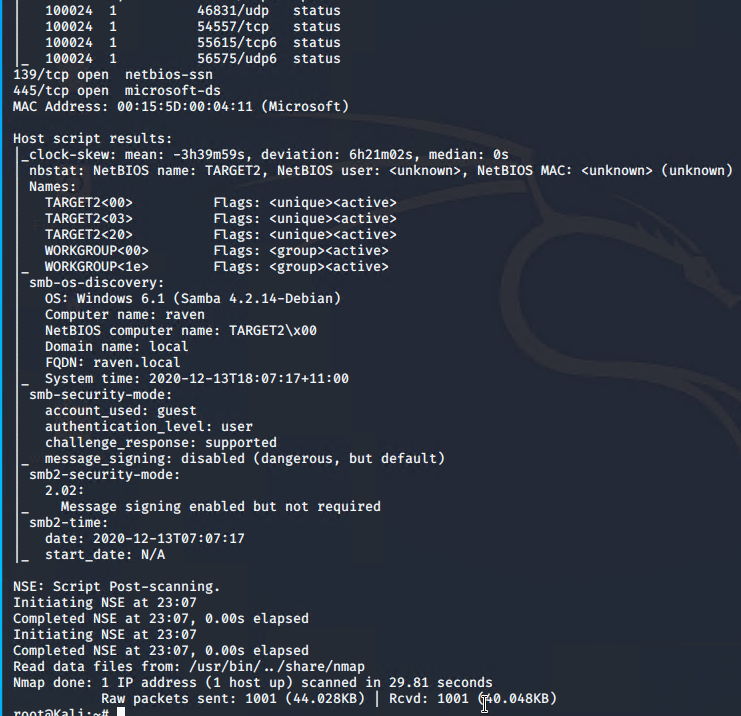 |   100024  1          46831/udp   status
|   100024  1          54557/tcp   status
|   100024  1          55615/tcp6  status
|_  100024  1          56575/udp6  status
139/tcp open  netbios-ssn
445/tcp open  microsoft-ds
MAC Address: 00:15:5D:00:04:11 (Microsoft)

Host script results:
|_clock-skew: mean: -3h39m59s, deviation: 6h21m02s, median: 0s
| nbstat: NetBIOS name: TARGET2, NetBIOS user: <unknown>, NetBIOS MAC: <unknown> (unknown)
| Names:
|   TARGET2<00>          Flags: <unique><active>
|   TARGET2<03>          Flags: <unique><active>
|   TARGET2<20>          Flags: <unique><active>
|   WORKGROUP<00>        Flags: <group><active>
|_  WORKGROUP<1e>        Flags: <group><active>
| smb-os-discovery:
|   OS: Windows 6.1 (Samba 4.2.14-Debian)
|   Computer name: raven
|   NetBIOS computer name: TARGET2\x00
|   Domain name: local
|   FQDN: raven.local
|_  System time: 2020-12-13T18:07:17+11:00
| smb-security-mode:
|   account_used: guest
|   authentication_level: user
|   challenge_response: supported
|_  message_signing: disabled (dangerous, but default)
| smb2-security-mode:
|   2.02:
|_    Message signing enabled but not required
| smb2-time:
|   date: 2020-12-13T07:07:17
|_  start_date: N/A

NSE: Script Post-scanning.
Initiating NSE at 23:07
Completed NSE at 23:07, 0.00s elapsed
Initiating NSE at 23:07
Completed NSE at 23:07, 0.00s elapsed
Read data files from: /usr/bin/../share/nmap
Nmap done: 1 IP address (1 host up) scanned in 29.81 seconds
           Raw packets sent: 1001 (44.028KB) | Rcvd: 1001 (40.048KB)
root@Kali:~#